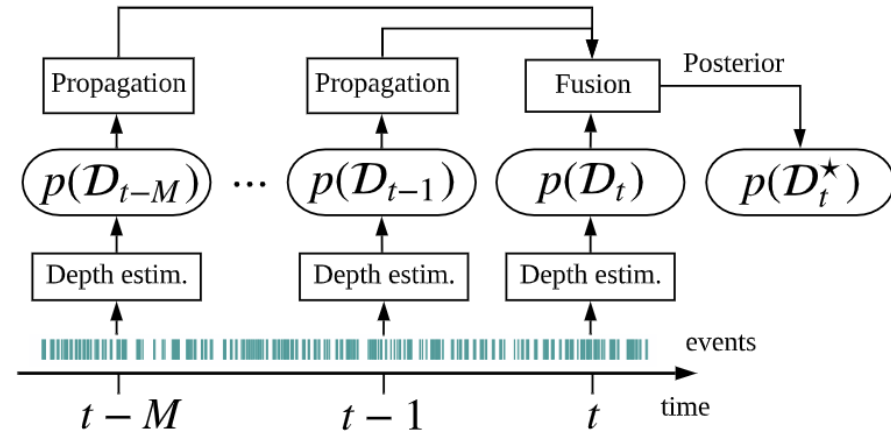 Propagation Propagation Fusion Posterior
p(𝒟ₜ₋ₘ) ... p(𝒟ₜ₋₁) p(𝒟ₜ) p(𝒟ₜ★)
Depth estim. Depth estim. Depth estim.
events
t − M t − 1 t time